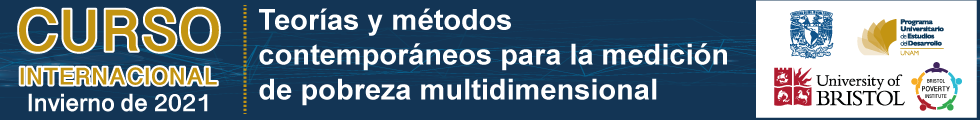 CURSO
INTERNACIONAL
Invierno de 2021
Teorías y métodos
contemporáneos para la medición
de pobreza multidimensional
Programa
Universitario
de Estudios
del Desarrollo
UNAM
University of
BRISTOL
BRISTOL
POVERTY
INSTITUTE